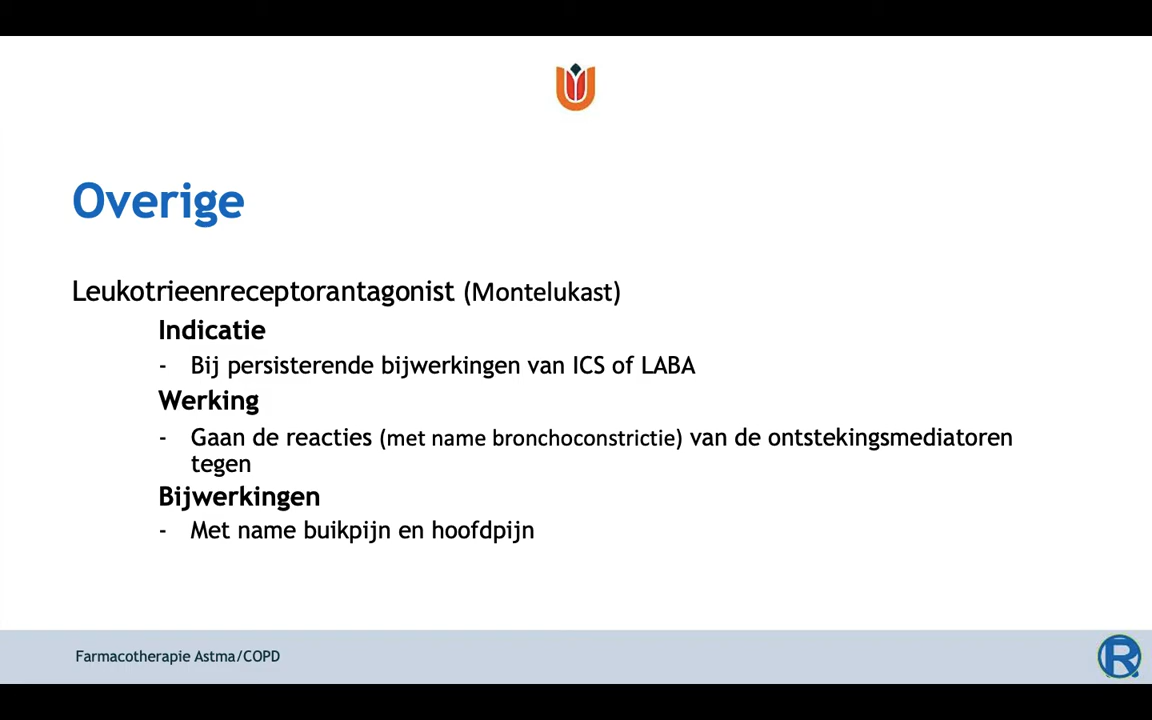 Overige
Leukotrieenreceptorantagonist (Montelukast)
Indicatie
- Bij persisterende bijwerkingen van ICS of LABA
Werking
- Gaan de reacties (met name bronchoconstrictie) van de ontstekingsmediatoren
tegen
Bijwerkingen
- Met name buikpijn en hoofdpijn
Farmacotherapie Astma/COPD
R